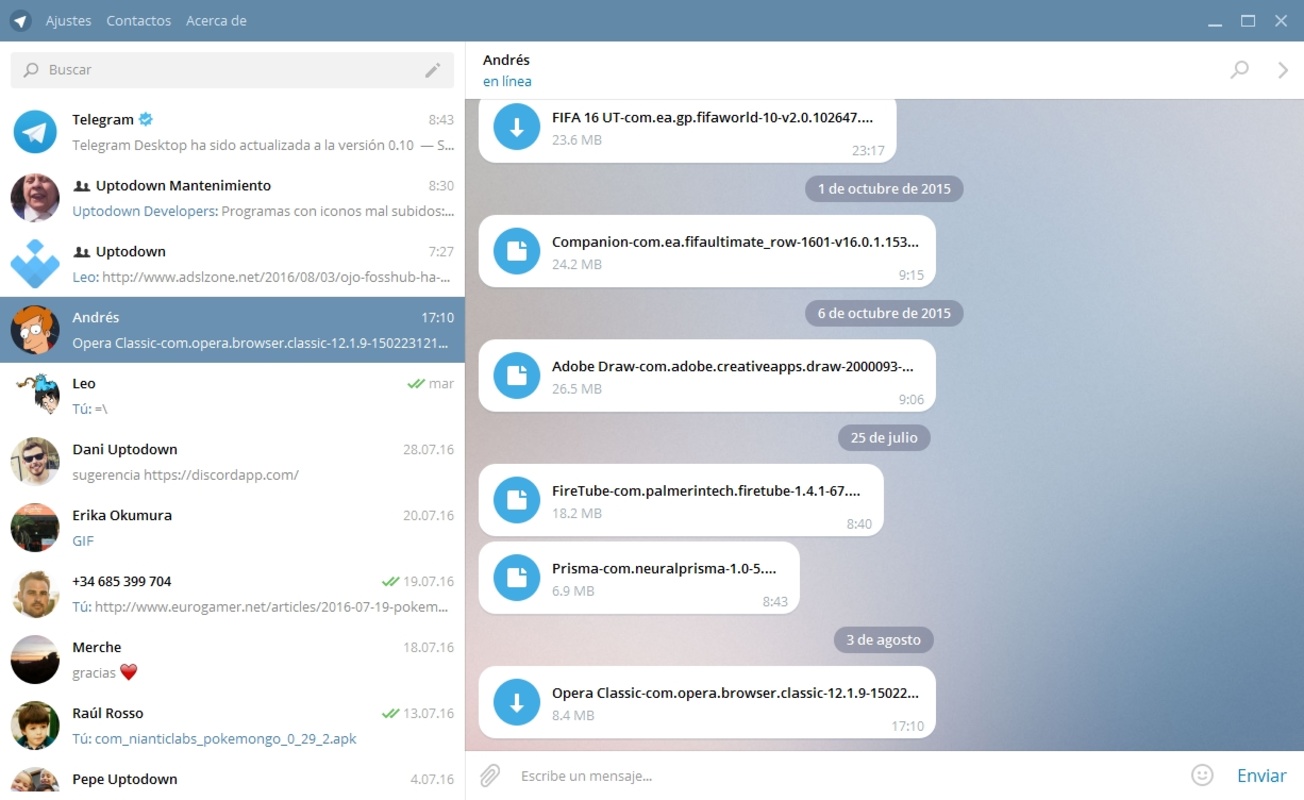 Ajustes Contactos Acerca de
Buscar
Telegram 8:43
Telegram Desktop ha sido actualizada a la versión 0.10 — S...
Uptodown Mantenimiento 8:30
Uptodown Developers: Programas con iconos mal subidos:...
Uptodown 7:27
Leo: http://www.adslzone.net/2016/08/03/ojo-fosshub-ha-...
Andrés 17:10
Opera Classic-com.opera.browser.classic-12.1.9-150223121...
Leo mar
Tú: =\
Dani Uptodown 28.07.16
sugerencia https://discordapp.com/
Erika Okumura 20.07.16
GIF
+34 685 399 704 19.07.16
Tú: http://www.eurogamer.net/articles/2016-07-19-pokem...
Merche 18.07.16
gracias ❤️
Raúl Rosso 13.07.16
Tú: com_nianticlabs_pokemongo_0_29_2.apk
Pepe Uptodown 4.07.16
Andrés
en línea
FIFA 16 UT-com.ea.gp.fifaworld-10-v2.0.102647....
23.6 MB
23:17
1 de octubre de 2015
Companion-com.ea.fifaultimate_row-1601-v16.0.1.153...
24.2 MB
9:15
6 de octubre de 2015
Adobe Draw-com.adobe.creativeapps.draw-2000093-...
26.5 MB
9:06
25 de julio
FireTube-com.palmerintech.firetube-1.4.1-67....
18.2 MB
8:40
Prisma-com.neuralprisma-1.0-5....
6.9 MB
8:43
3 de agosto
Opera Classic-com.opera.browser.classic-12.1.9-15022...
8.4 MB
17:10
Escribe un mensaje...
Enviar